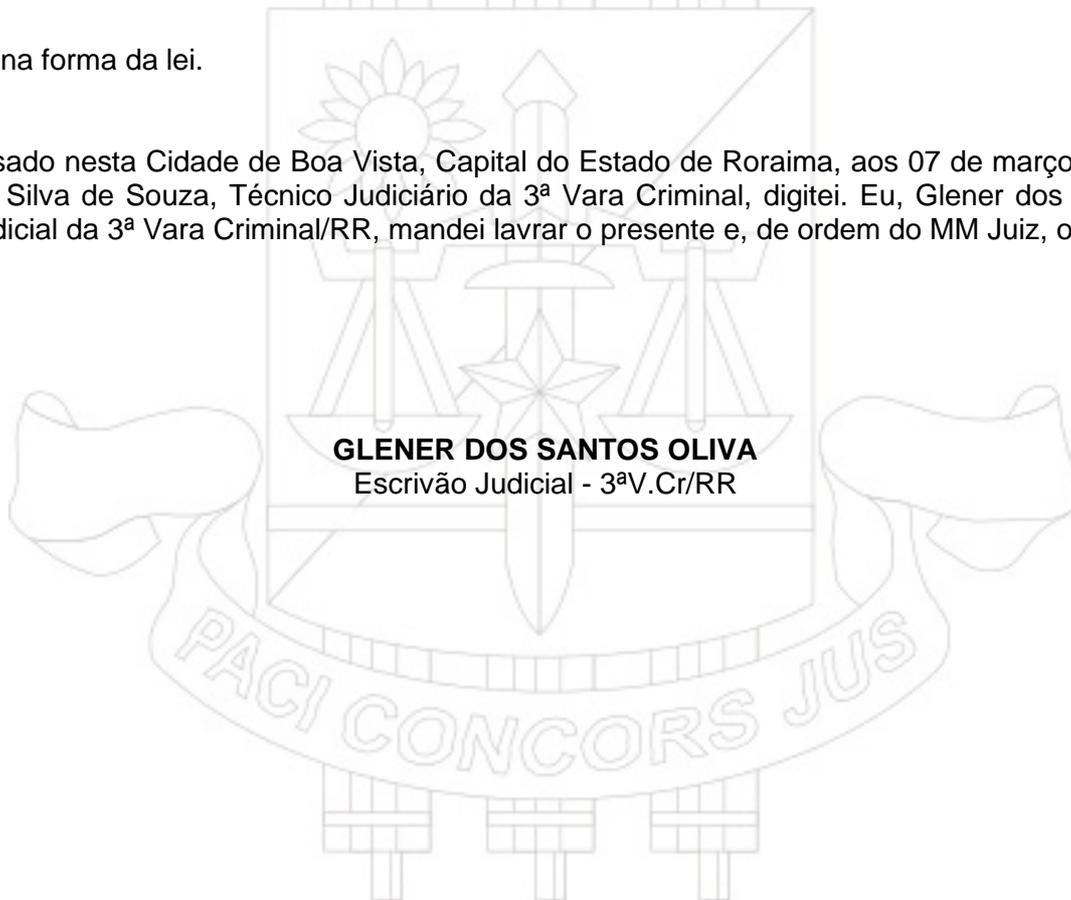 na forma da lei.
sado nesta Cidade de Boa Vista, Capital do Estado de Roraima, aos 07 de março
Silva de Souza, Técnico Judiciário da 3ª Vara Criminal, digitei. Eu, Glener dos
dicial da 3ª Vara Criminal/RR, mandei lavrar o presente e, de ordem do MM Juiz, o
GLENER DOS SANTOS OLIVA
Escrivão Judicial - 3ªV.Cr/RR
PACI CONCORS JUS